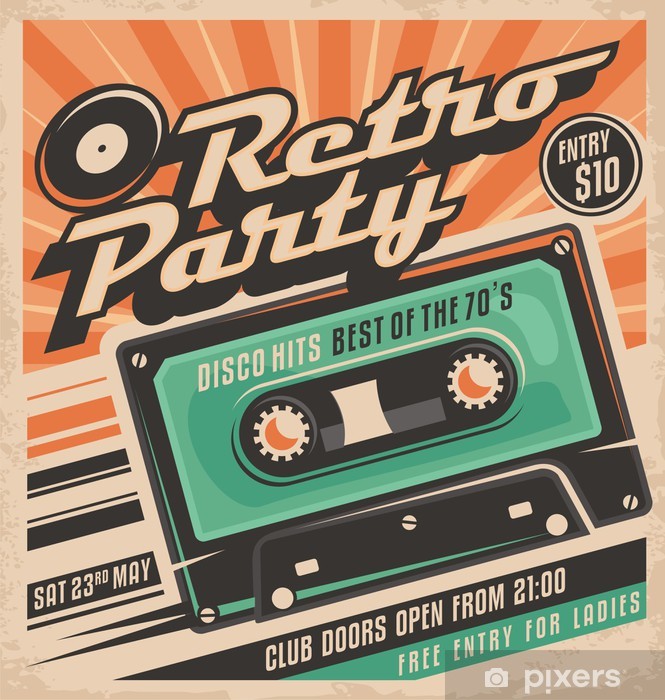 Retro
Party
ENTRY
$10
DISCO HITS BEST OF THE 70'S
SAT 23RD MAY
CLUB DOORS OPEN FROM 21:00
FREE ENTRY FOR LADIES
pixers